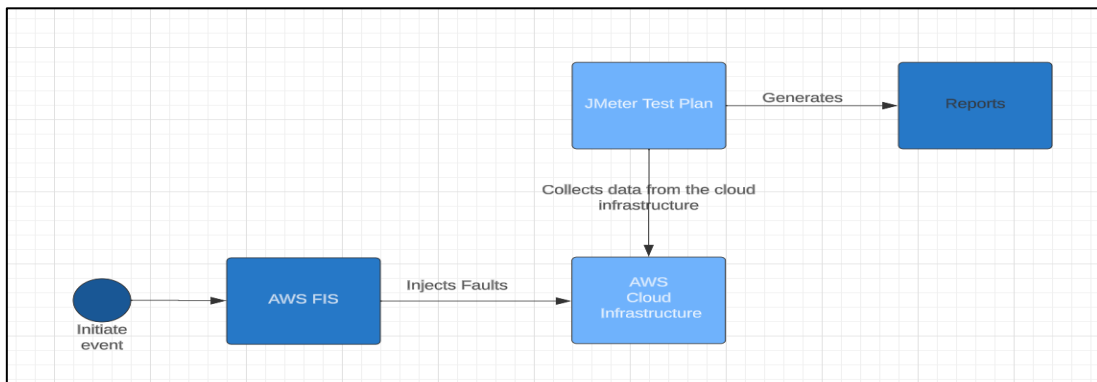 JMeter Test Plan
Generates
Reports
Collects data from the cloud
infrastructure
Initiate
event
AWS FIS
Injects Faults
AWS
Cloud
Infrastructure